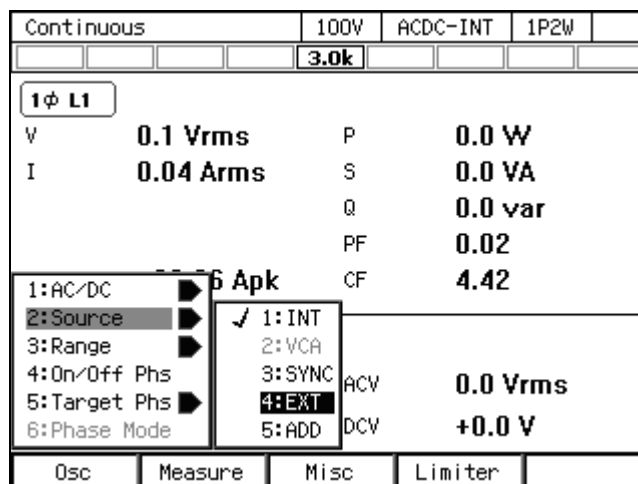 Continuous 100V ACDC-INT 1P2W
3.0k
1ϕ L1
V 0.1 Vrms P 0.0 W
I 0.04 Arms S 0.0 VA
Q 0.0 var
PF 0.02
6 Apk CF 4.42
1:AC/DC
2:Source
3:Range
4:On/Off Phs
5:Target Phs
6:Phase Mode
✓ 1:INT
2:VCA
3:SYNC
4:EXT
5:ADD
ACV 0.0 Vrms
DCV +0.0 V
Osc Measure Misc Limiter